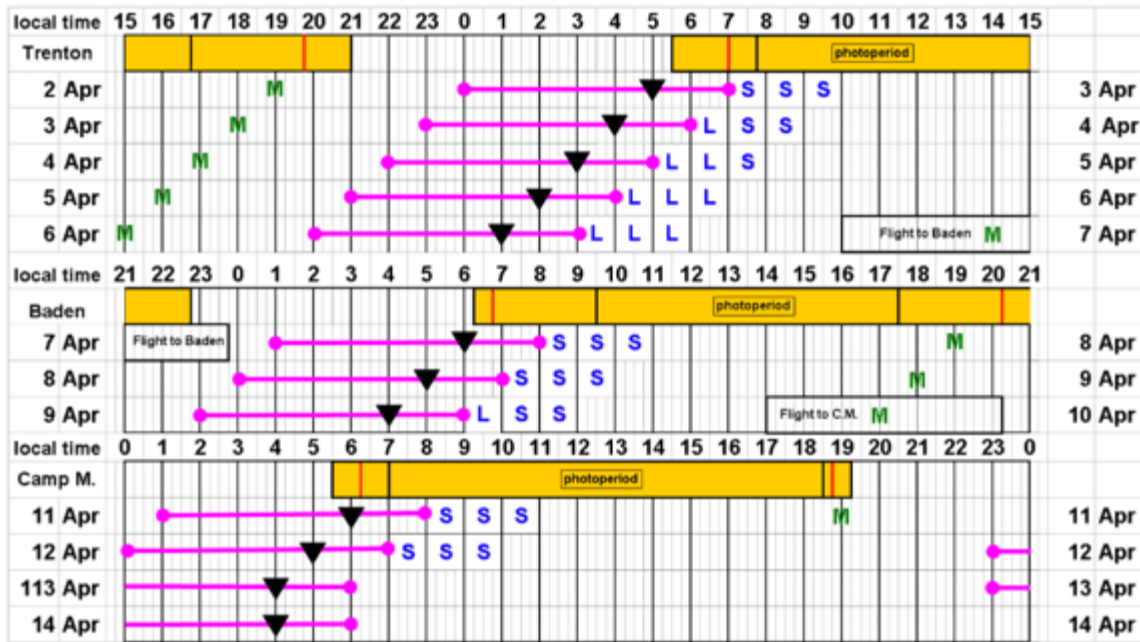 local time 15 16 17 18 19 20 21 22 23 0 1 2 3 4 5 6 7 8 9 10 11 12 13 14 15
Trenton photoperiod
2 Apr M S S S 3 Apr
3 Apr M L S S 4 Apr
4 Apr M L L S 5 Apr
5 Apr M L L L 6 Apr
6 Apr M L L L Flight to Baden M 7 Apr
local time 21 22 23 0 1 2 3 4 5 6 7 8 9 10 11 12 13 14 15 16 17 18 19 20 21
Baden photoperiod
7 Apr Flight to Baden S S S M 8 Apr
8 Apr S S S M 9 Apr
9 Apr L S S Flight to C.M. M 10 Apr
local time 0 1 2 3 4 5 6 7 8 9 10 11 12 13 14 15 16 17 18 19 20 21 22 23 0
Camp M. photoperiod
11 Apr S S S M 11 Apr
12 Apr S S S 12 Apr
113 Apr 13 Apr
14 Apr 14 Apr